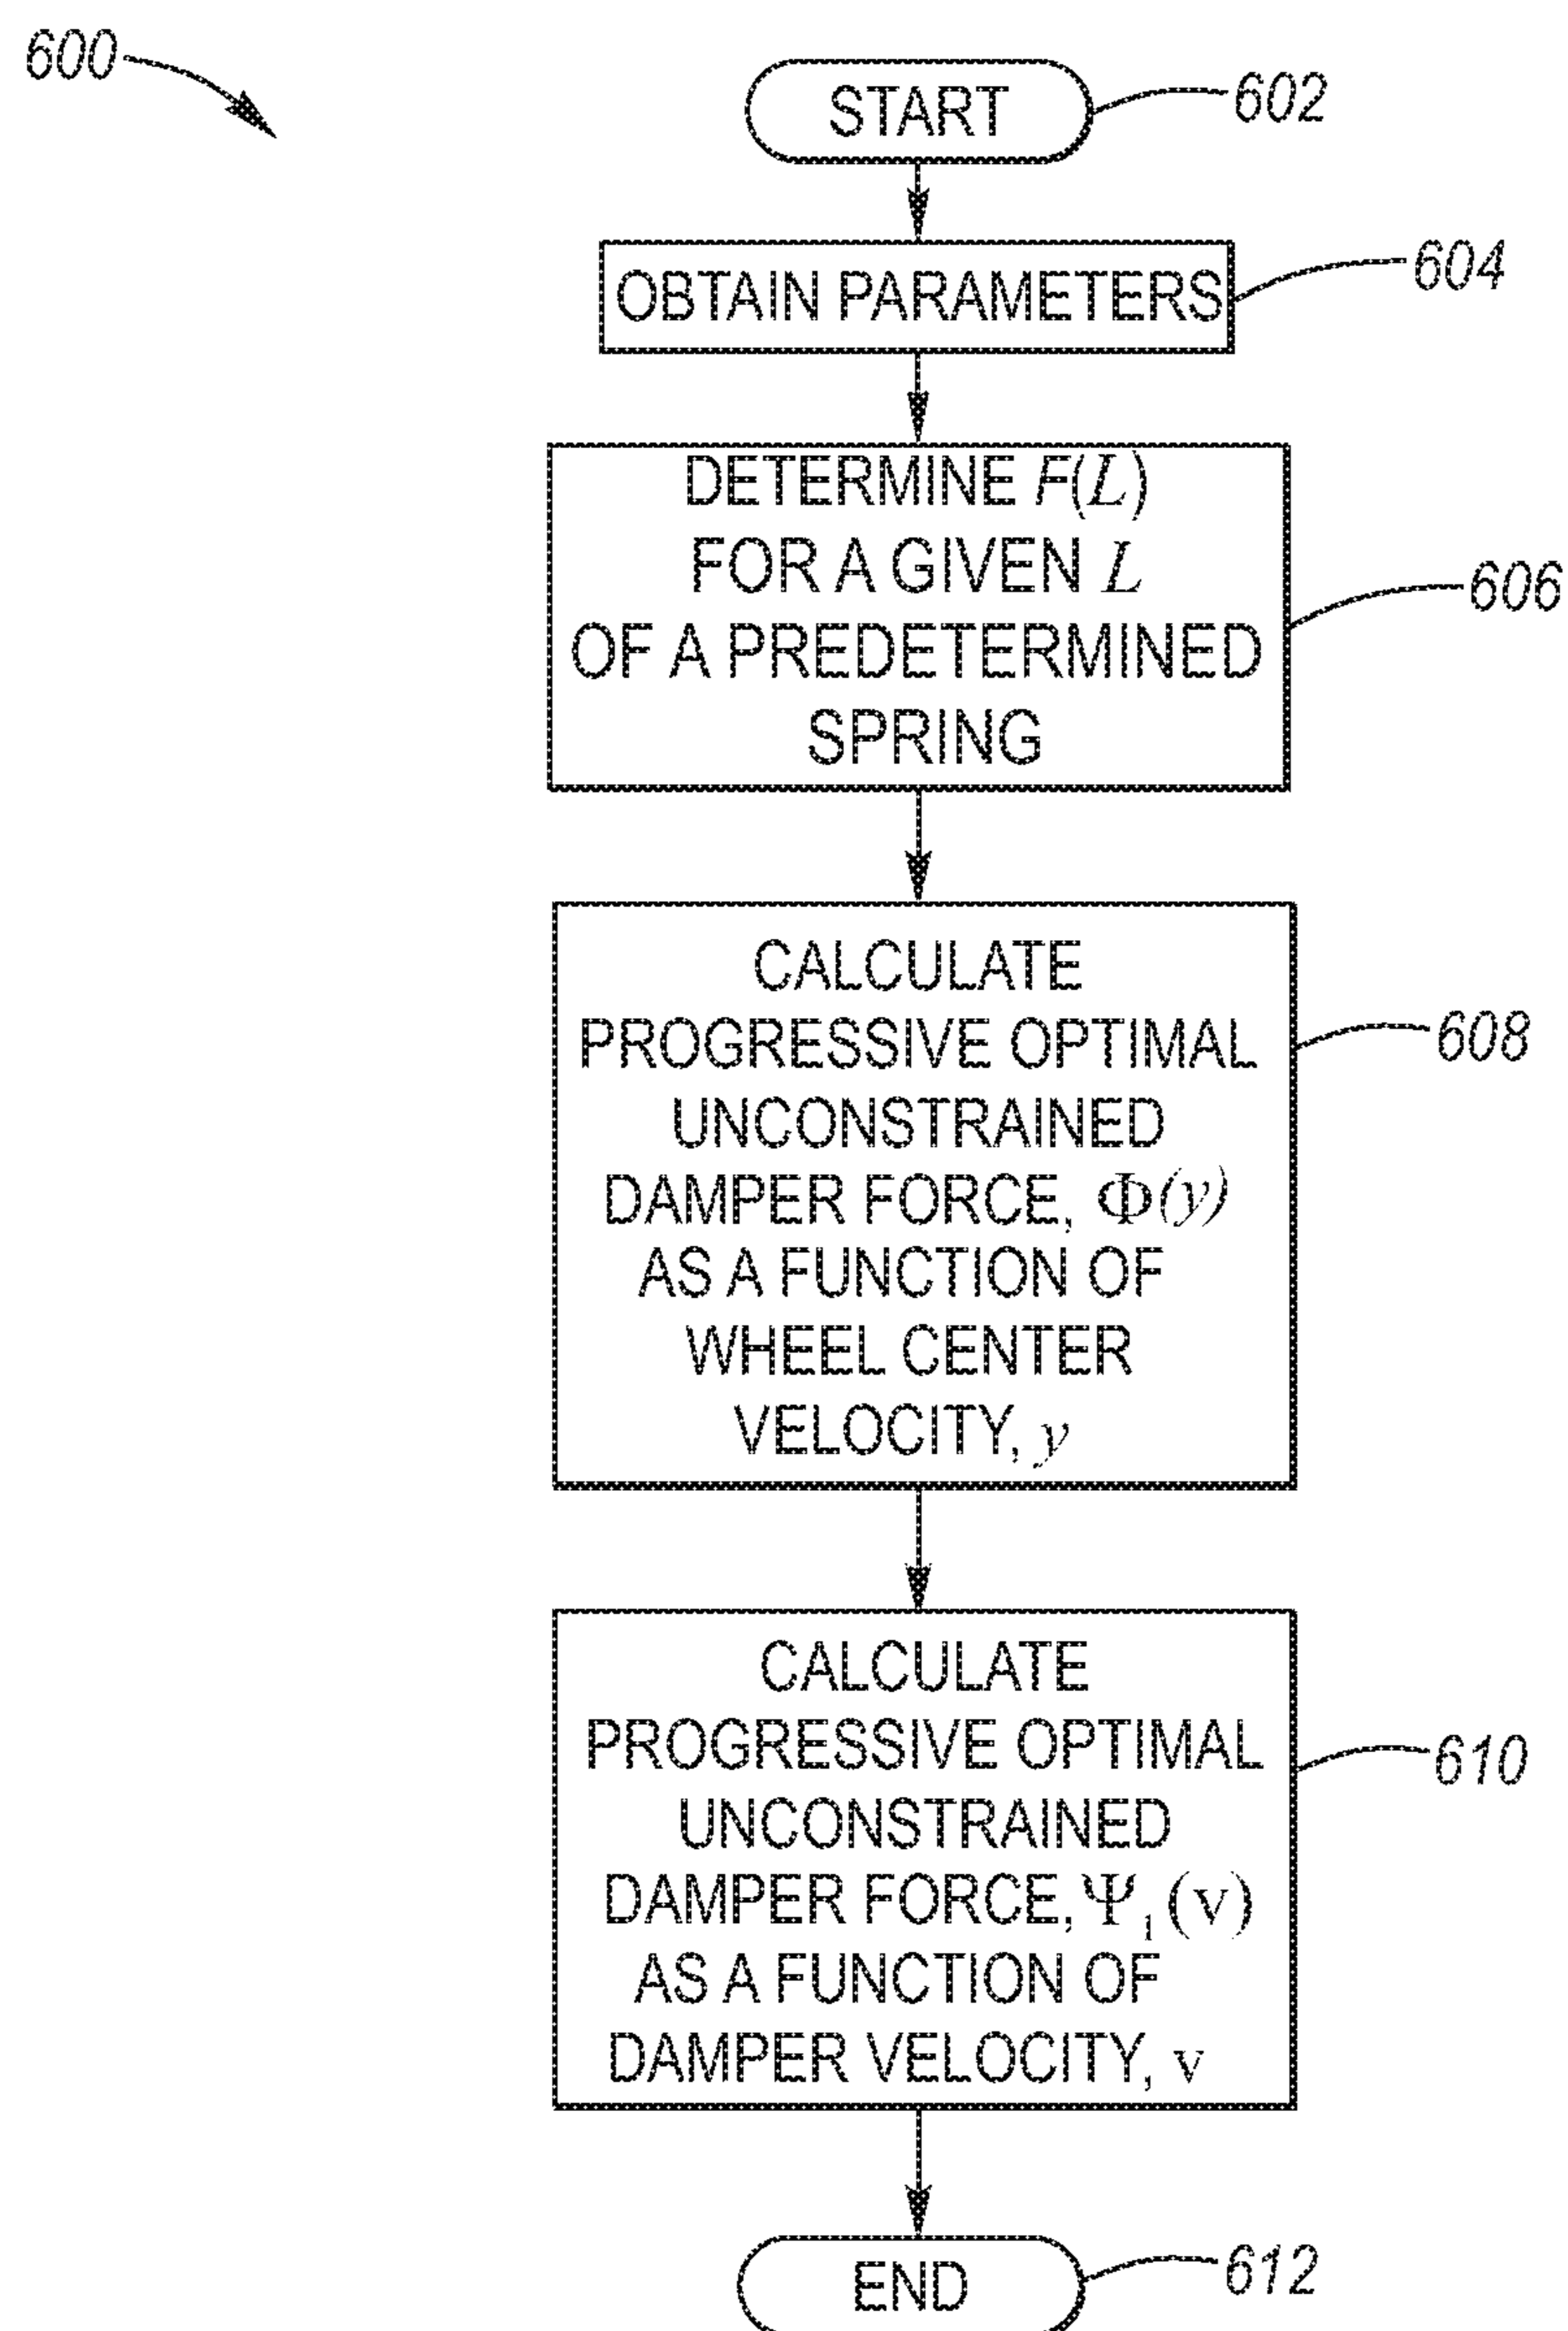 600
START
602
OBTAIN PARAMETERS
604
DETERMINE F(L)
FOR A GIVEN L
OF A PREDETERMINED
SPRING
606
CALCULATE
PROGRESSIVE OPTIMAL
UNCONSTRAINED
DAMPER FORCE, Φ(y)
AS A FUNCTION OF
WHEEL CENTER
VELOCITY, y
608
CALCULATE
PROGRESSIVE OPTIMAL
UNCONSTRAINED
DAMPER FORCE, Ψ₁(v)
AS A FUNCTION OF
DAMPER VELOCITY, v
610
END
612